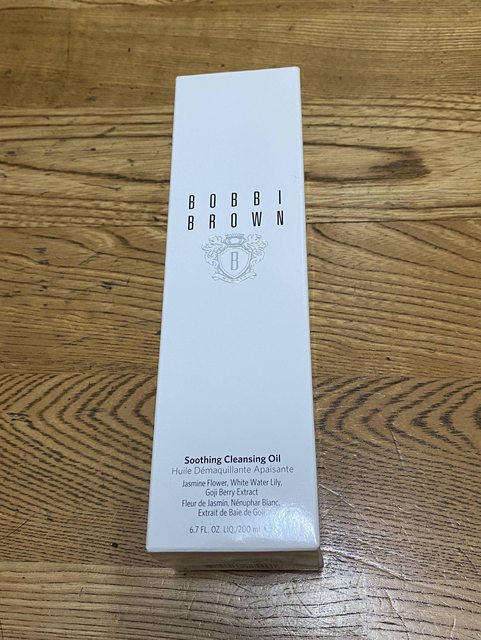 BOBBI
BROWN
B
Soothing Cleansing Oil
Huile Démaquillante Apaisante
Jasmine Flower, White Water Lily,
Goji Berry Extract
Fleur de Jasmin, Nénuphar Blanc,
Extrait de Baie de Goji
6.7 FL. OZ. LIQ./200 ml ℮